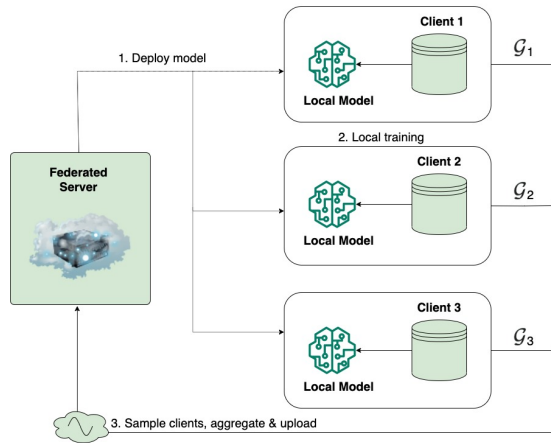 1. Deploy model
Client 1
Local Model
𝒢₁
2. Local training
Federated
Server
Client 2
Local Model
𝒢₂
Client 3
Local Model
𝒢₃
3. Sample clients, aggregate & upload